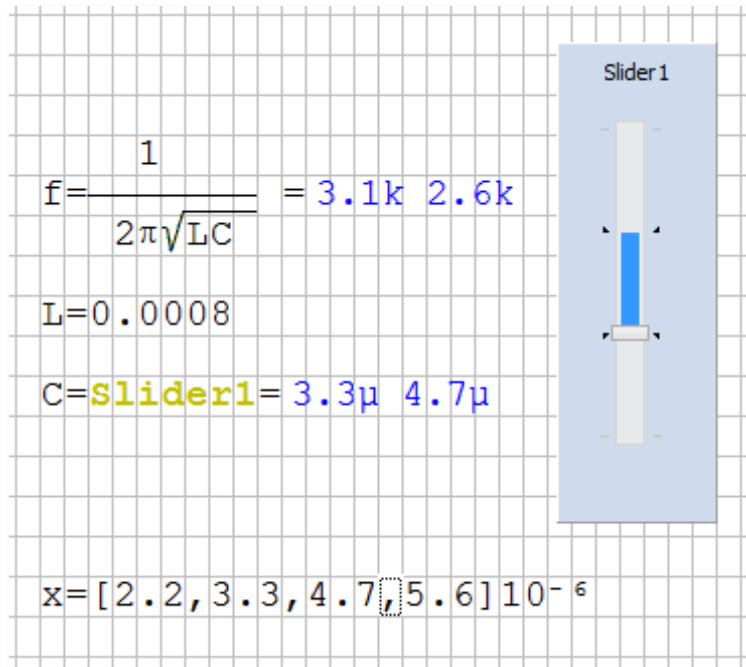 Slider1
f=1/2π√LC = 3.1k 2.6k
L=0.0008
C=Slider1= 3.3μ 4.7μ
x=[2.2,3.3,4.7,5.6]10⁻⁶